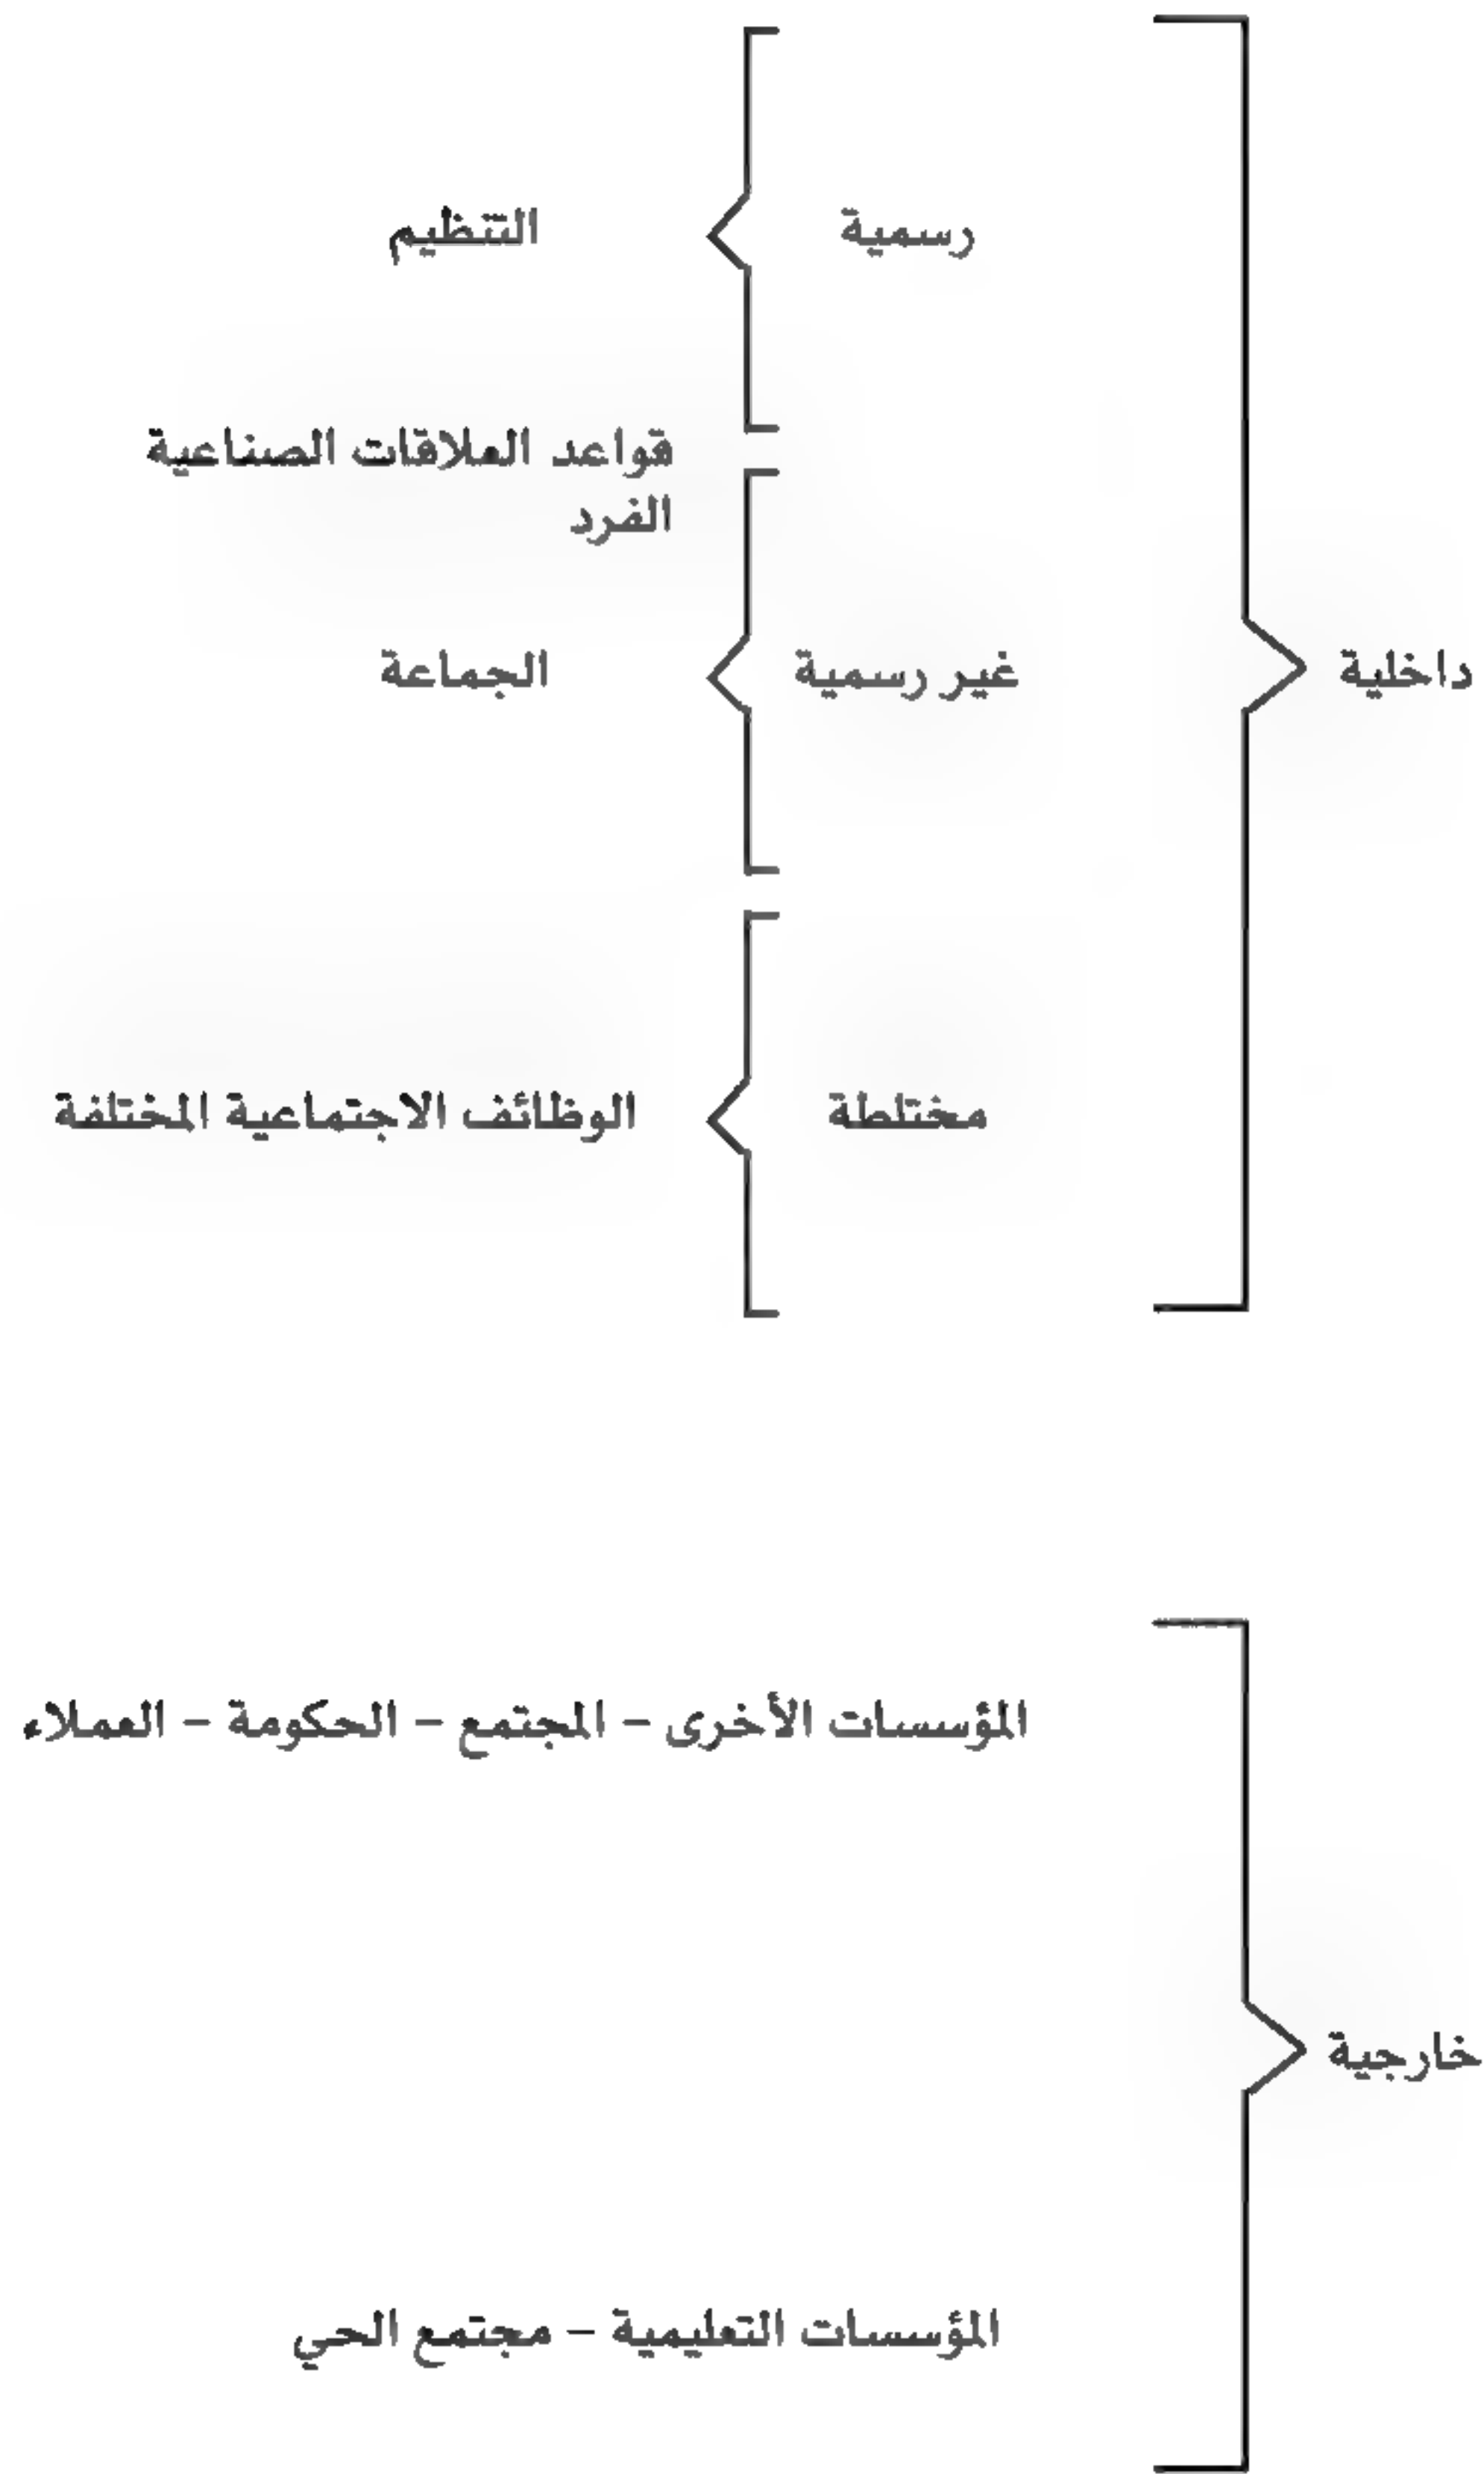 رسمية
التنظيم
قواعد العلاقات الصناعية
الفرد
داخلية
غير رسمية
الجماعة
مختلطة
الوظائف الاجتماعية المختلفة
المؤسسات الأخرى – المجتمع – الحكومة – العملاء
خارجية
المؤسسات التعليمية – مجتمع الحي